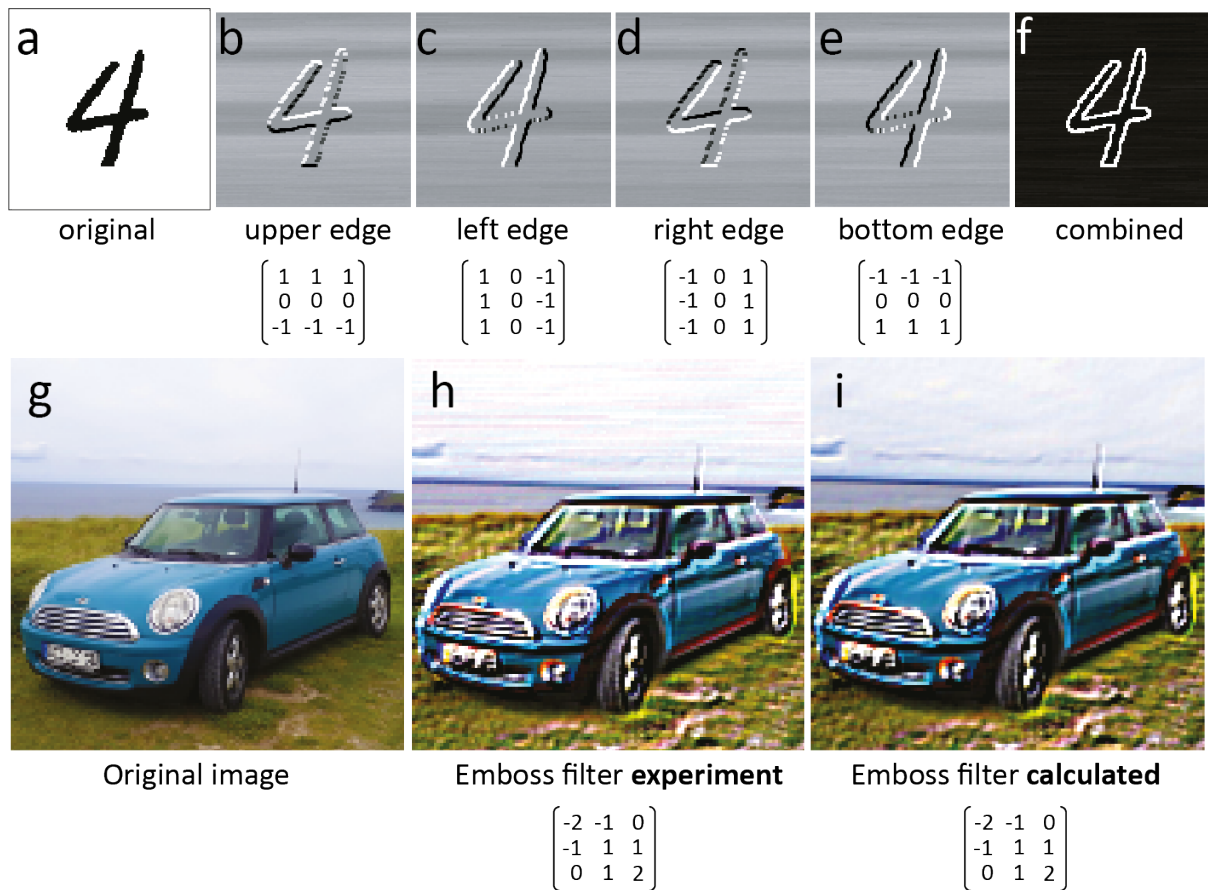 a b c d e f
original upper edge left edge right edge bottom edge combined
1 1 1 1 0 -1 -1 0 1 -1 -1 -1
0 0 0 1 0 -1 -1 0 1 0 0 0
-1 -1 -1 1 0 -1 -1 0 1 1 1 1
g h i
Original image Emboss filter experiment Emboss filter calculated
-2 -1 0 -2 -1 0
-1 1 1 -1 1 1
0 1 2 0 1 2